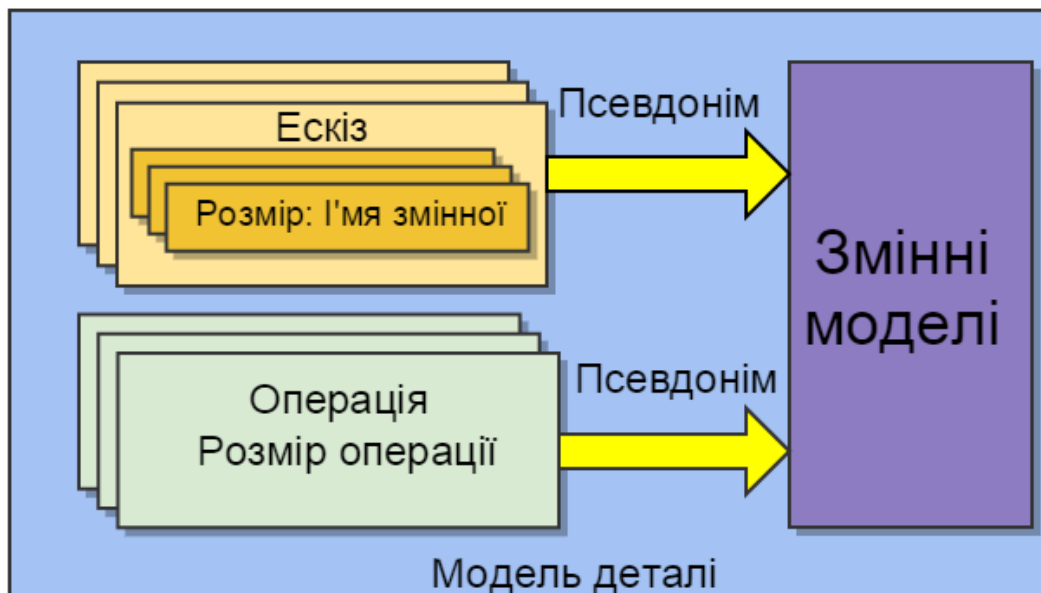 Псевдонім
Ескіз
Розмір: І'мя змінної
Змінні
моделі
Псевдонім
Операція
Розмір операції
Модель деталі